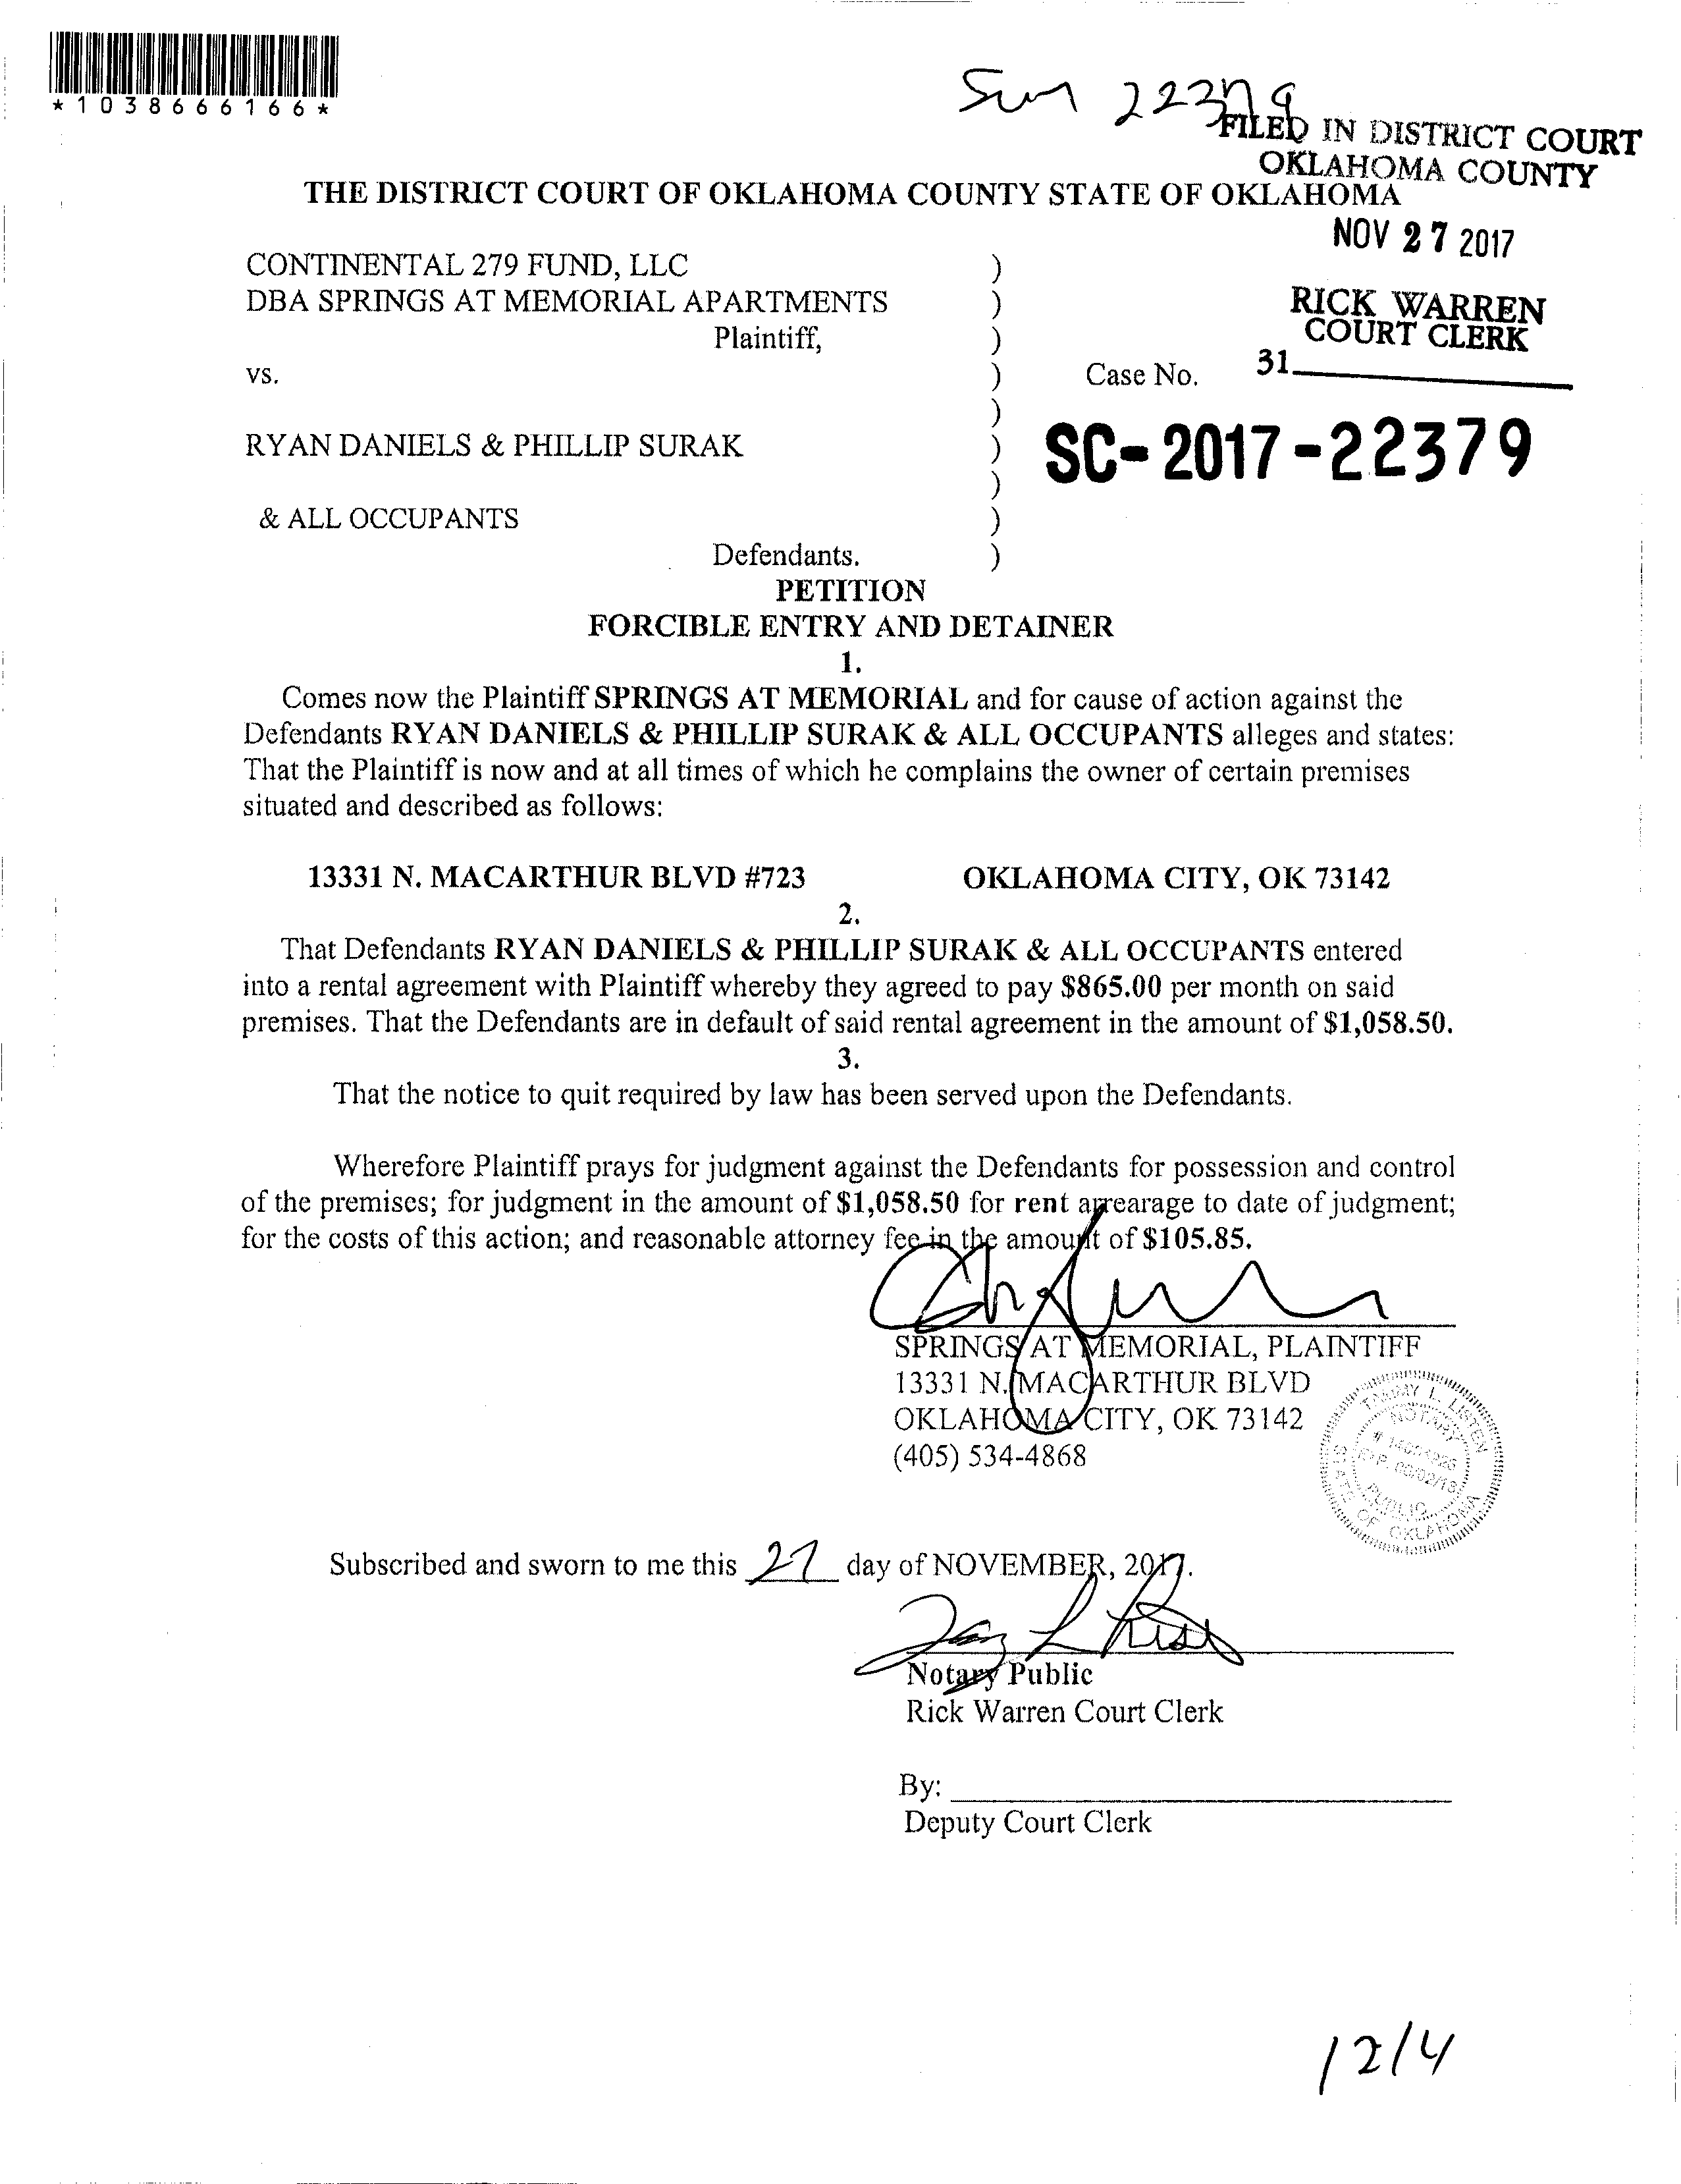 *1038666166*
22379
FILED IN DISTRICT COURT
OKLAHOMA COUNTY
THE DISTRICT COURT OF OKLAHOMA COUNTY STATE OF OKLAHOMA
NOV 27 2017
CONTINENTAL 279 FUND, LLC )
DBA SPRINGS AT MEMORIAL APARTMENTS )
RICK WARREN
COURT CLERK
Plaintiff, )
vs. ) Case No. 31
)
RYAN DANIELS & PHILLIP SURAK )
SC-2017-22379
)
& ALL OCCUPANTS )
Defendants. )
PETITION
FORCIBLE ENTRY AND DETAINER
1.
Comes now the Plaintiff SPRINGS AT MEMORIAL and for cause of action against the
Defendants RYAN DANIELS & PHILLIP SURAK & ALL OCCUPANTS alleges and states:
That the Plaintiff is now and at all times of which he complains the owner of certain premises
situated and described as follows:
13331 N. MACARTHUR BLVD #723 OKLAHOMA CITY, OK 73142
2.
That Defendants RYAN DANIELS & PHILLIP SURAK & ALL OCCUPANTS entered
into a rental agreement with Plaintiff whereby they agreed to pay $865.00 per month on said
premises. That the Defendants are in default of said rental agreement in the amount of $1,058.50.
3.
That the notice to quit required by law has been served upon the Defendants.
Wherefore Plaintiff prays for judgment against the Defendants for possession and control
of the premises; for judgment in the amount of $1,058.50 for rent arrearage to date of judgment;
for the costs of this action; and reasonable attorney fee in the amount of $105.85.
SPRINGS AT MEMORIAL, PLAINTIFF
13331 N. MACARTHUR BLVD
OKLAHOMA CITY, OK 73142
(405) 534-4868
TAMMY L. LISTEN
NOTARY
PUBLIC
STATE OF OKLAHOMA
Subscribed and sworn to me this 27 day of NOVEMBER, 2017.
Notary Public
Rick Warren Court Clerk
By:
Deputy Court Clerk
12/4